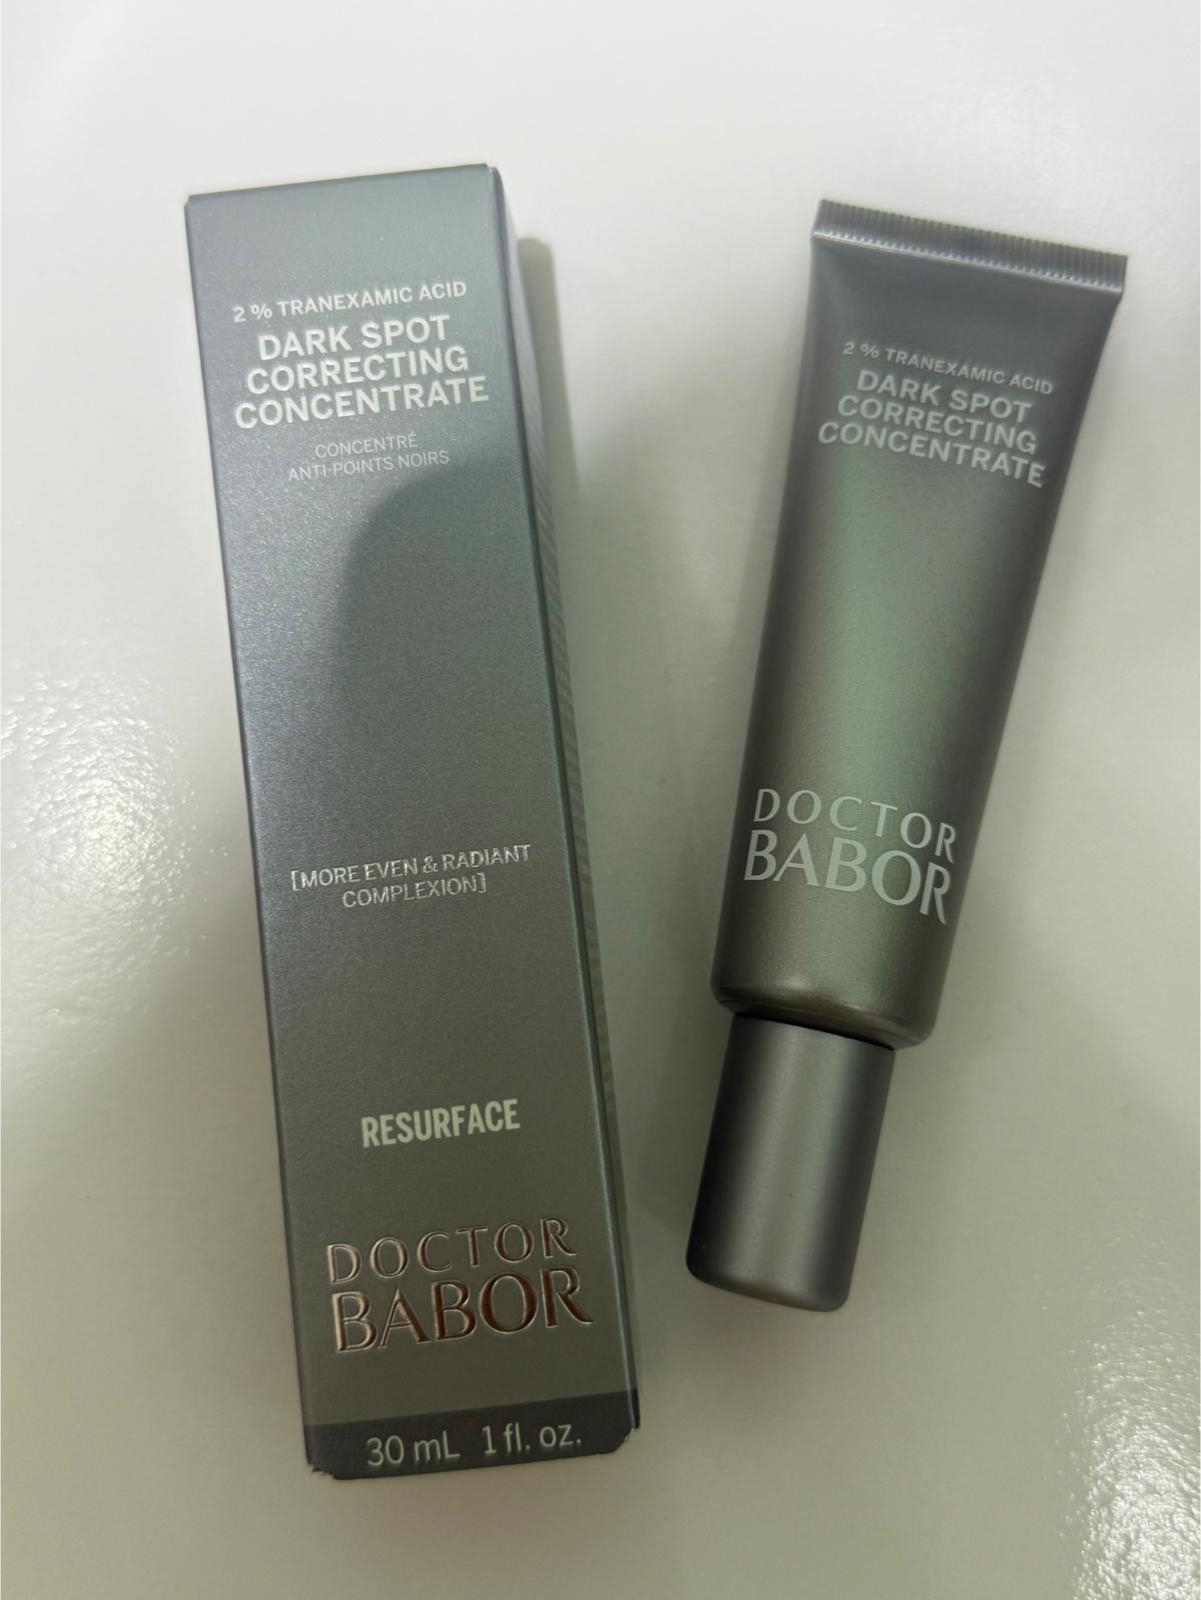 2 % TRANEXAMIC ACID
DARK SPOT
CORRECTING
CONCENTRATE
CONCENTRÉ
ANTI-POINTS NOIRS
[MORE EVEN & RADIANT
COMPLEXION]
RESURFACE
DOCTOR
BABOR
30 mL 1 fl. oz.
2 % TRANEXAMIC ACID
DARK SPOT
CORRECTING
CONCENTRATE
DOCTOR
BABOR